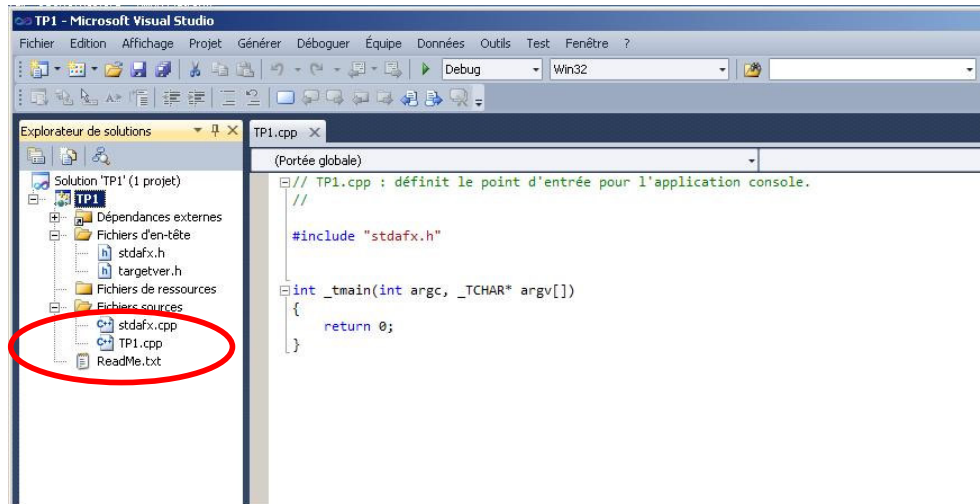 TP1 - Microsoft Visual Studio
Fichier Edition Affichage Projet Générer Déboguer Équipe Données Outils Test Fenêtre ?
Debug Win32
Explorateur de solutions
TP1.cpp
(Portée globale)
Solution 'TP1' (1 projet)
TP1
Dépendances externes
Fichiers d'en-tête
stdafx.h
targetver.h
Fichiers de ressources
Fichiers sources
stdafx.cpp
TP1.cpp
ReadMe.txt
// TP1.cpp : définit le point d'entrée pour l'application console.
//
#include "stdafx.h"
int _tmain(int argc, _TCHAR* argv[])
{
return 0;
}